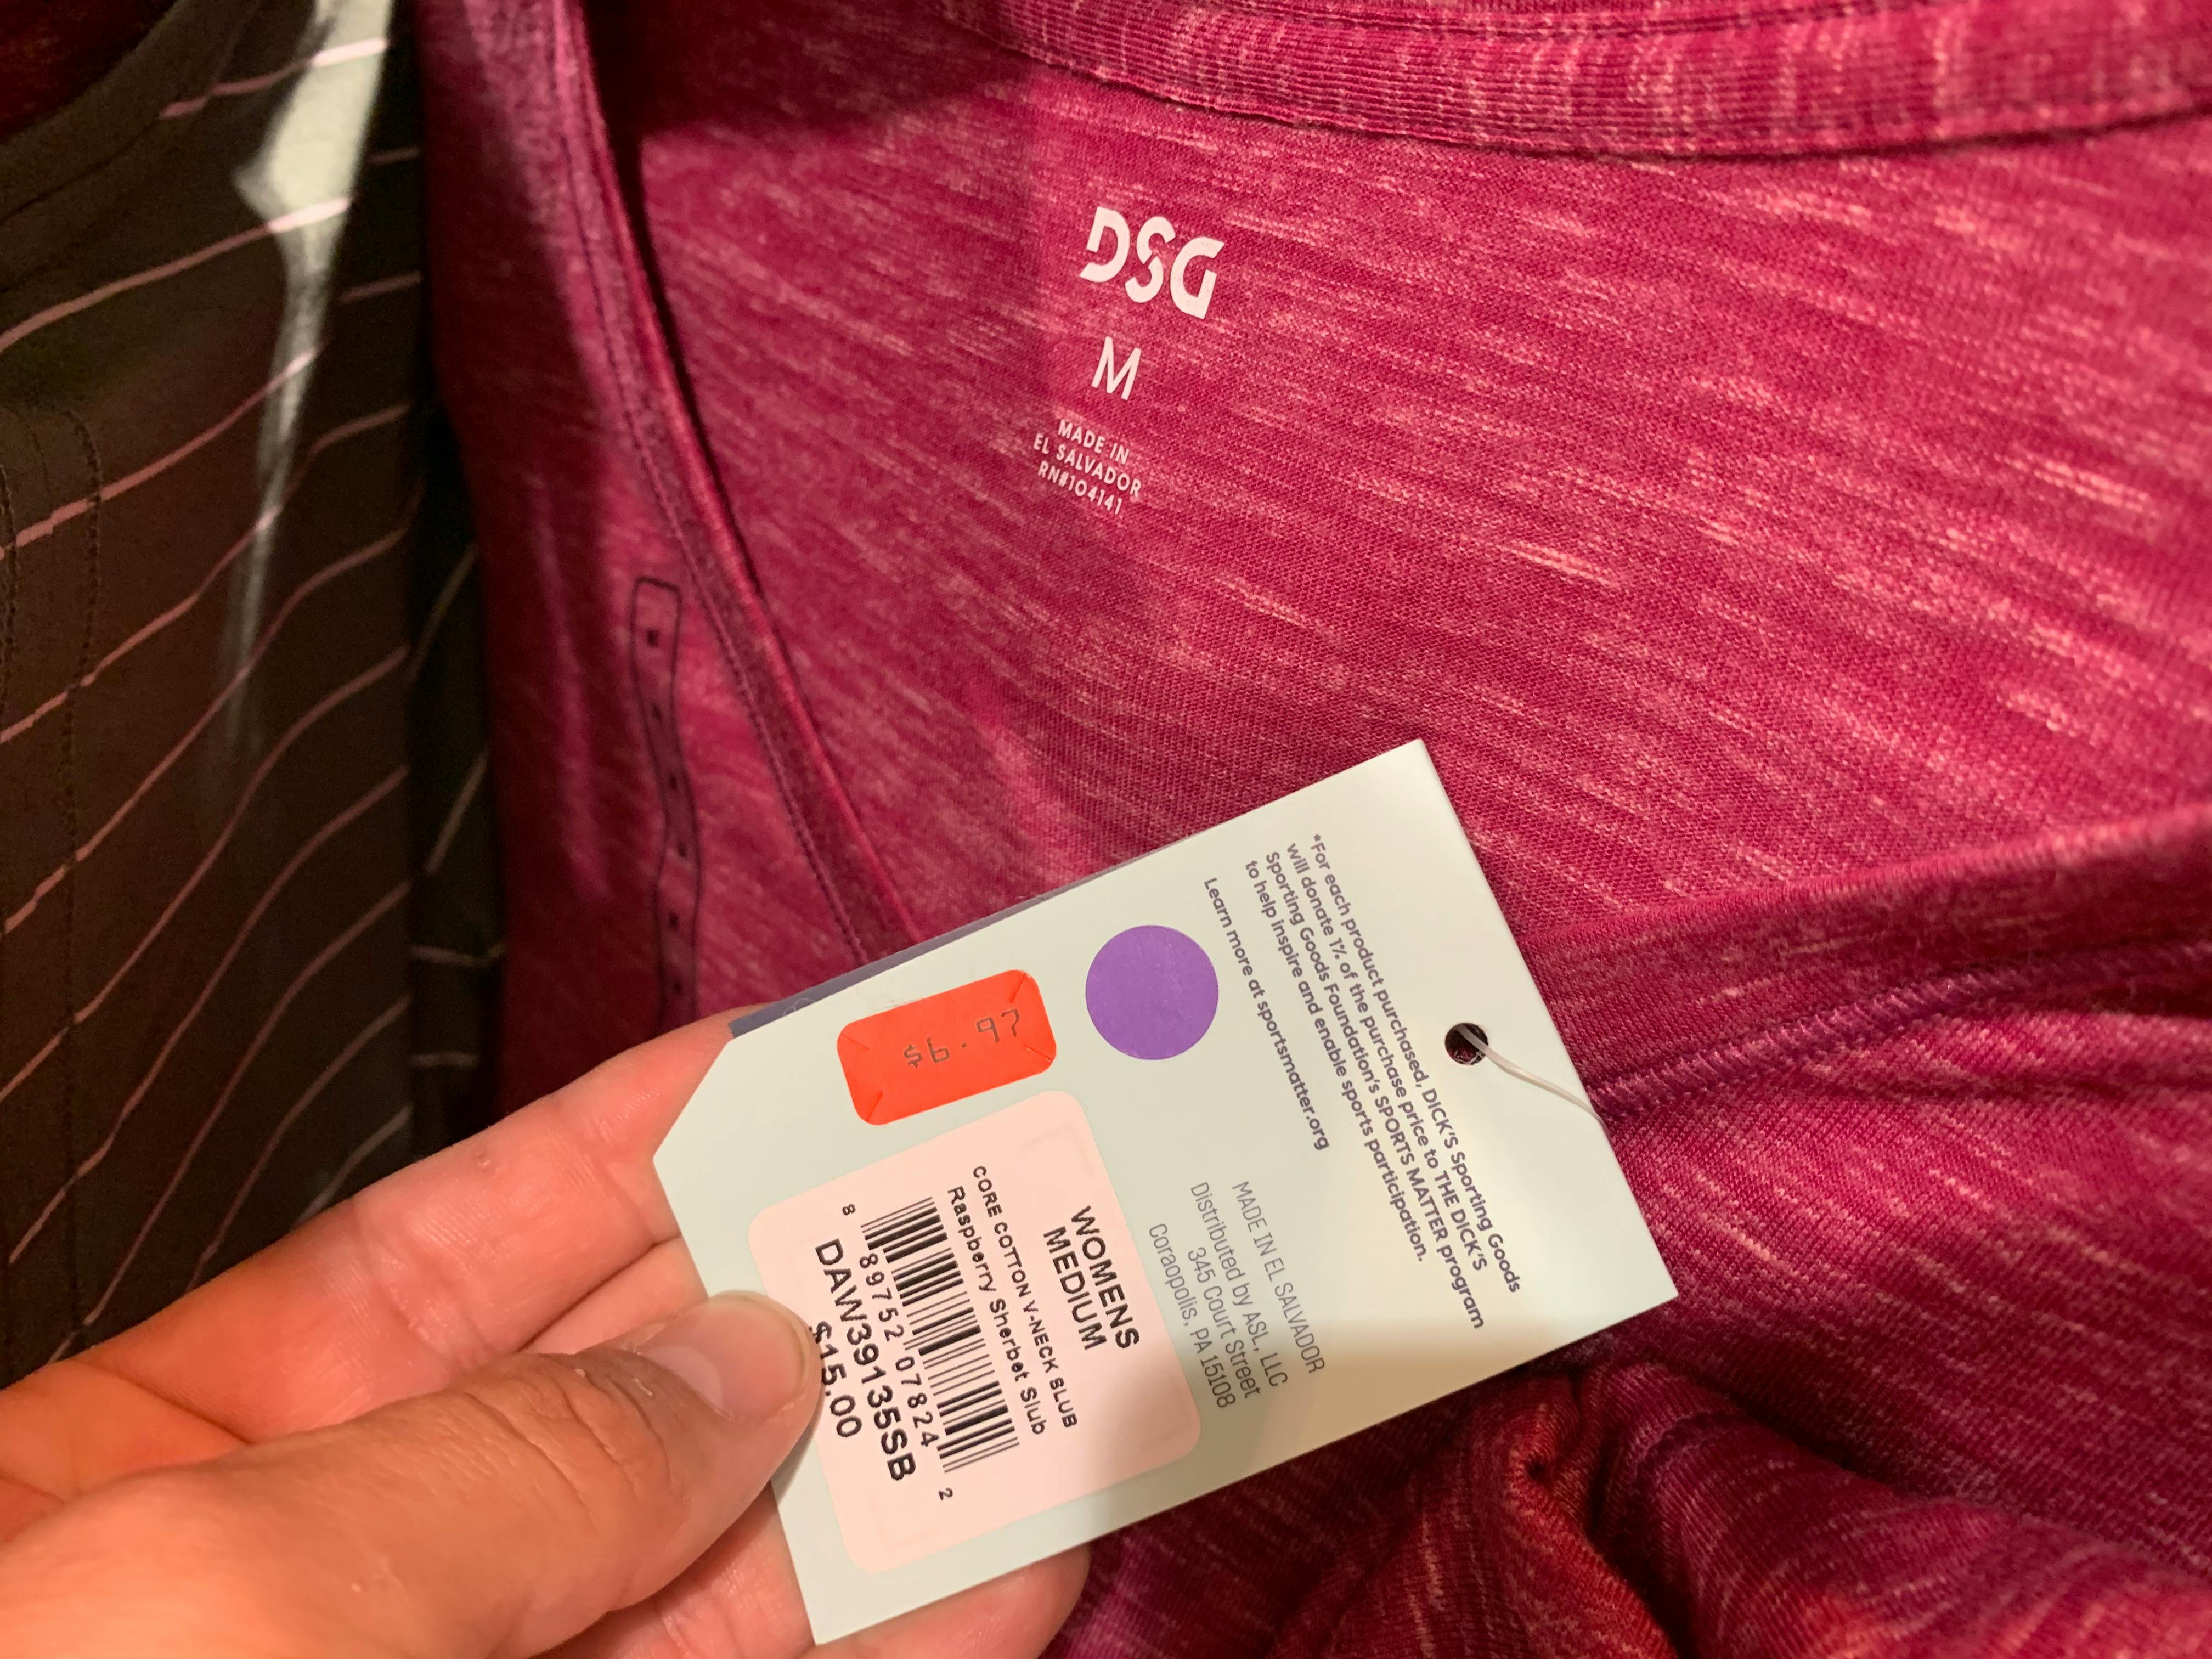 DSG
M
MADE IN
EL SALVADOR
RN#104141
*For each product purchased, DICK'S Sporting Goods
will donate 1% of the purchase price to THE DICK'S
Sporting Goods Foundation's SPORTS MATTER program
to help inspire and enable sports participation.
Learn more at sportsmatter.org
MADE IN EL SALVADOR
Distributed by ASL, LLC
345 Court Street
Coraopolis, PA 15108
$6.97
WOMENS
MEDIUM
CORE COTTON V-NECK SLUB
Raspberry Sherbet Slub
8 89752 07824 2
DAW39135SB
$15.00